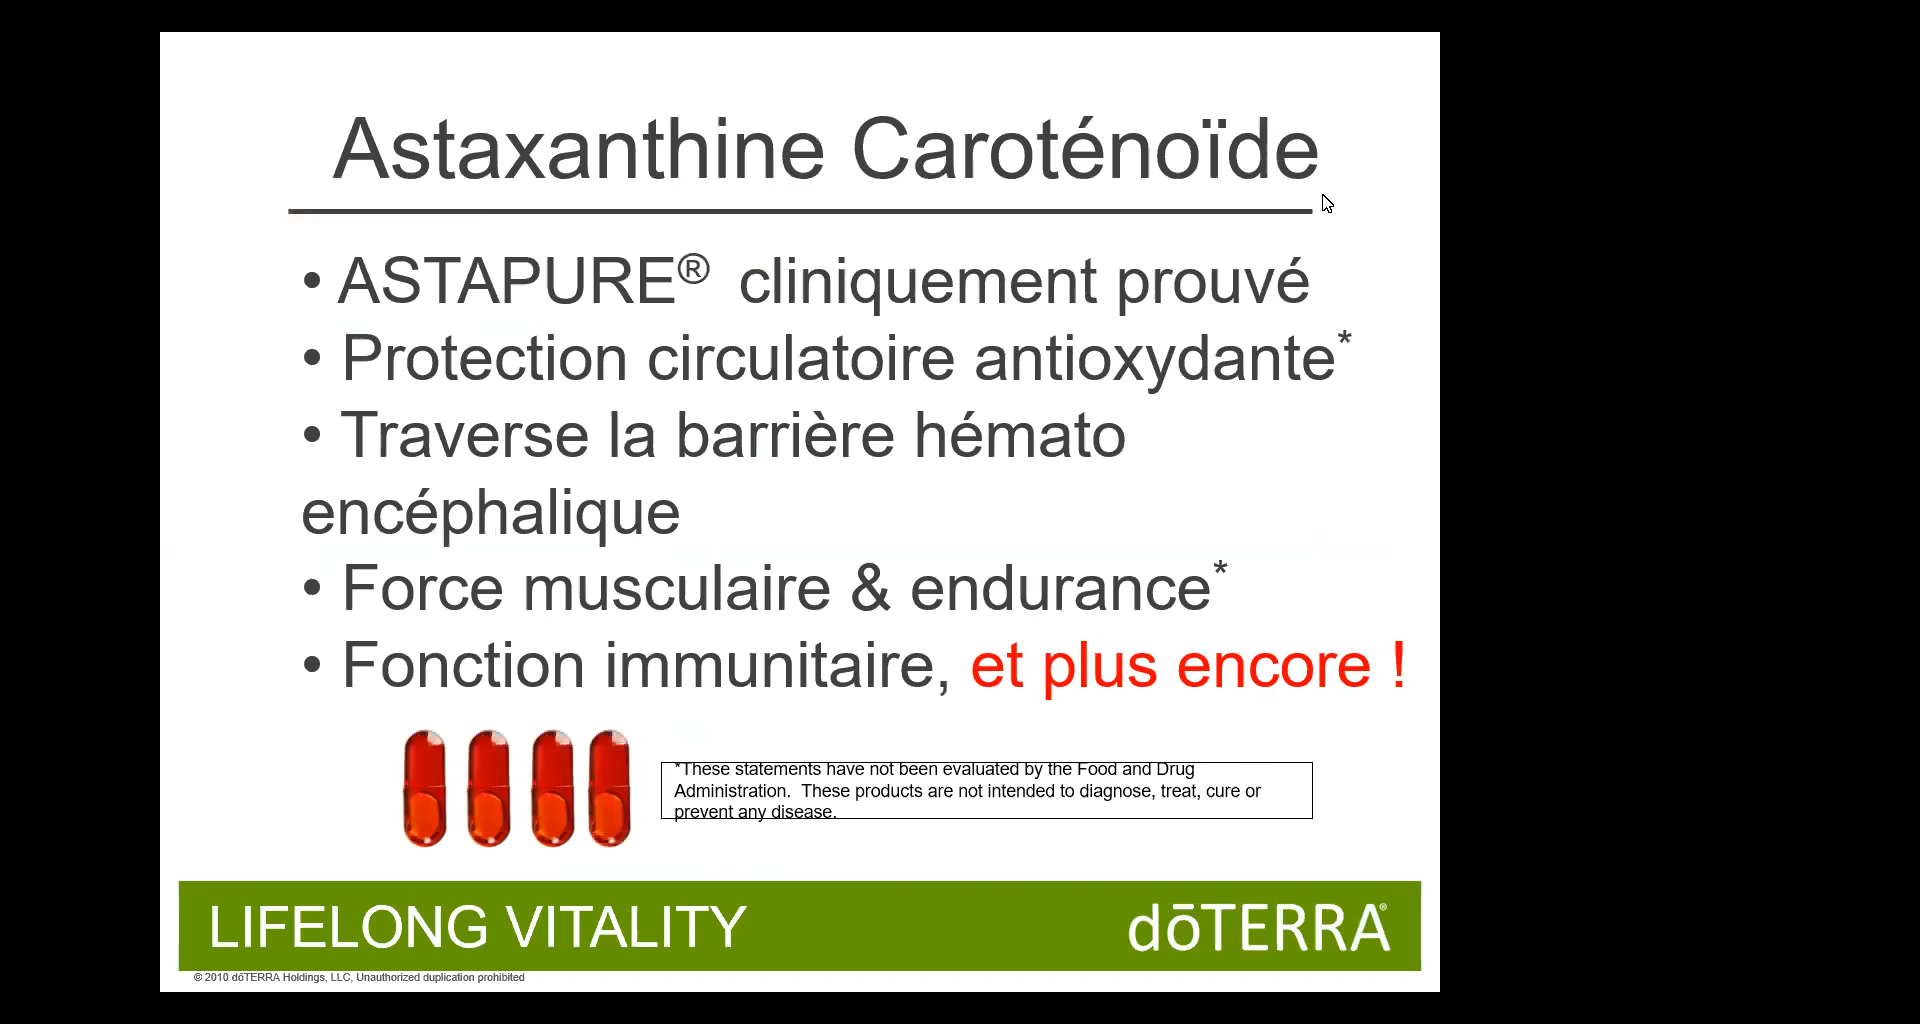 Astaxanthine Caroténoïde
• ASTAPURE® cliniquement prouvé
• Protection circulatoire antioxydante*
• Traverse la barrière hémato
encéphalique
• Force musculaire & endurance*
• Fonction immunitaire, et plus encore !
*These statements have not been evaluated by the Food and Drug
Administration. These products are not intended to diagnose, treat, cure or
prevent any disease.
LIFELONG VITALITY
dōTERRA®
© 2010 dōTERRA Holdings, LLC, Unauthorized duplication prohibited